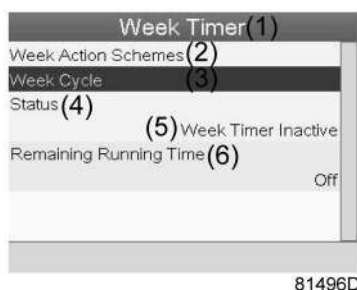 Week Timer(1)
Week Action Schemes(2)
Week Cycle (3)
Status(4)
(5) Week Timer Inactive
Remaining Running Time(6)
Off
81496D